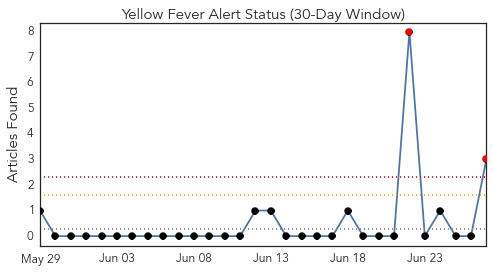 Yellow Fever Alert Status (30-Day Window)
Articles Found
8
7
6
5
4
3
2
1
0
May 29
Jun 03
Jun 08
Jun 13
Jun 18
Jun 23